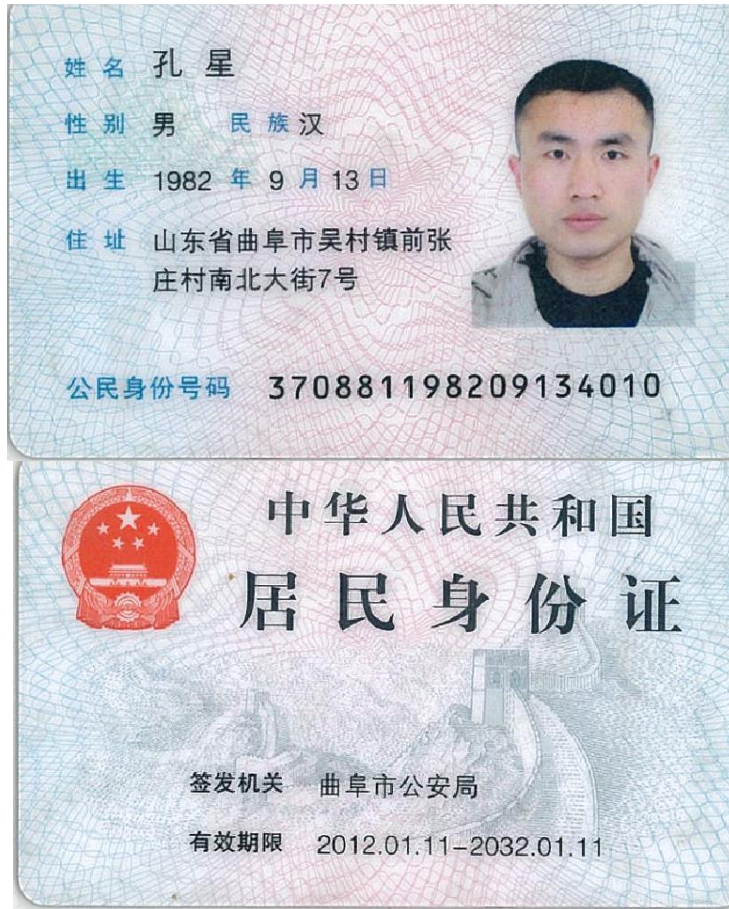 姓名 孔星
性别 男 民族 汉
出生 1982 年 9 月 13 日
住址 山东省曲阜市吴村镇前张
庄村南北大街7号
公民身份号码 370881198209134010
中华人民共和国
居民身份证
签发机关 曲阜市公安局
有效期限 2012.01.11-2032.01.11